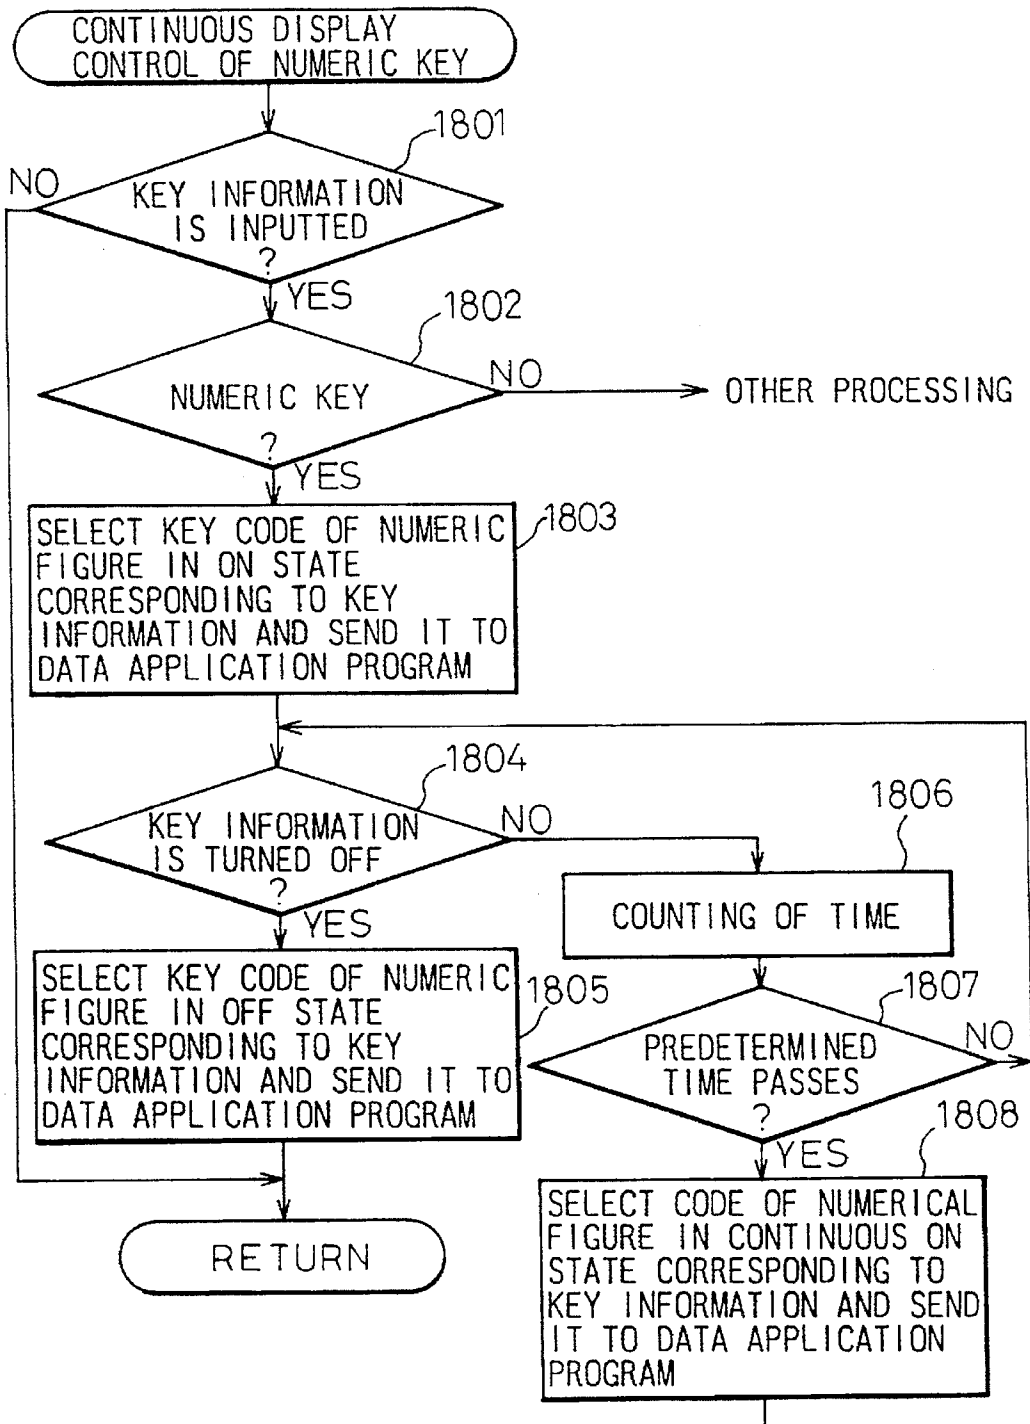 CONTINUOUS DISPLAY
CONTROL OF NUMERIC KEY
1801
NO
KEY INFORMATION
IS INPUTTED
?
YES
1802
NUMERIC KEY
?
NO
OTHER PROCESSING
YES
SELECT KEY CODE OF NUMERIC
FIGURE IN ON STATE
CORRESPONDING TO KEY
INFORMATION AND SEND IT TO
DATA APPLICATION PROGRAM
1803
1804
KEY INFORMATION
IS TURNED OFF
?
NO
YES
1806
COUNTING OF TIME
SELECT KEY CODE OF NUMERIC
FIGURE IN OFF STATE
CORRESPONDING TO KEY
INFORMATION AND SEND IT TO
DATA APPLICATION PROGRAM
1805
1807
PREDETERMINED
TIME PASSES
?
NO
YES
1808
SELECT CODE OF NUMERICAL
FIGURE IN CONTINUOUS ON
STATE CORRESPONDING TO
KEY INFORMATION AND SEND
IT TO DATA APPLICATION
PROGRAM
RETURN